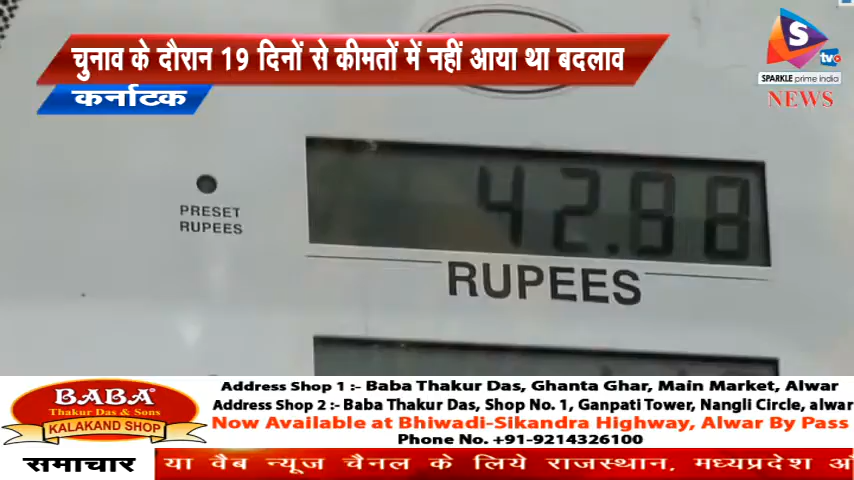 चुनाव के दौरान 19 दिनों से कीमतों में नहीं आया था बदलाव
कर्नाटक
S
tv
SPARKLE prime India
NEWS
PRESET
RUPEES
42.88
RUPEES
BABA
Thakur Das & Sons
KALAKAND SHOP
Address Shop 1 :- Baba Thakur Das, Ghanta Ghar, Main Market, Alwar
Address Shop 2 :- Baba Thakur Das, Shop No. 1, Ganpati Tower, Nangli Circle, alwar
Now Available at Bhiwadi-Sikandra Highway, Alwar By Pass
Phone No. +91-9214326100
समाचार
या वैब न्यूज चैनल के लिये राजस्थान, मध्यप्रदेश